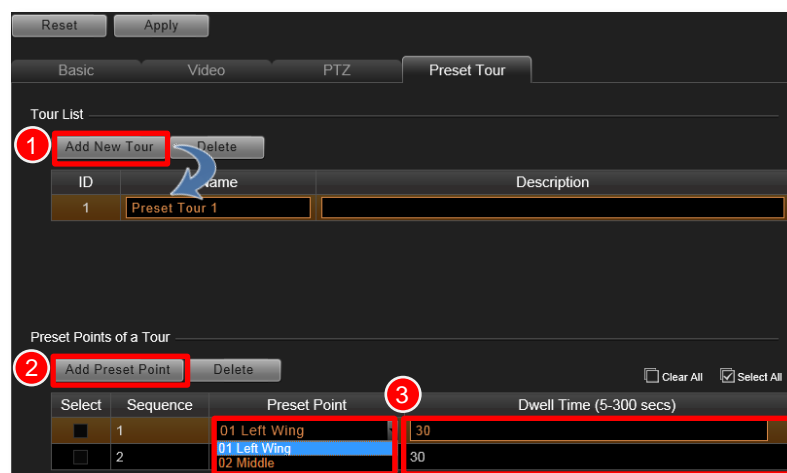 Reset Apply
Basic Video PTZ Preset Tour
Tour List
1 Add New Tour Delete
ID Name Description
1 Preset Tour 1
Preset Points of a Tour
2 Add Preset Point Delete Clear All Select All
3
Select Sequence Preset Point Dwell Time (5-300 secs)
1 01 Left Wing 30
01 Left Wing
2 02 Middle 30